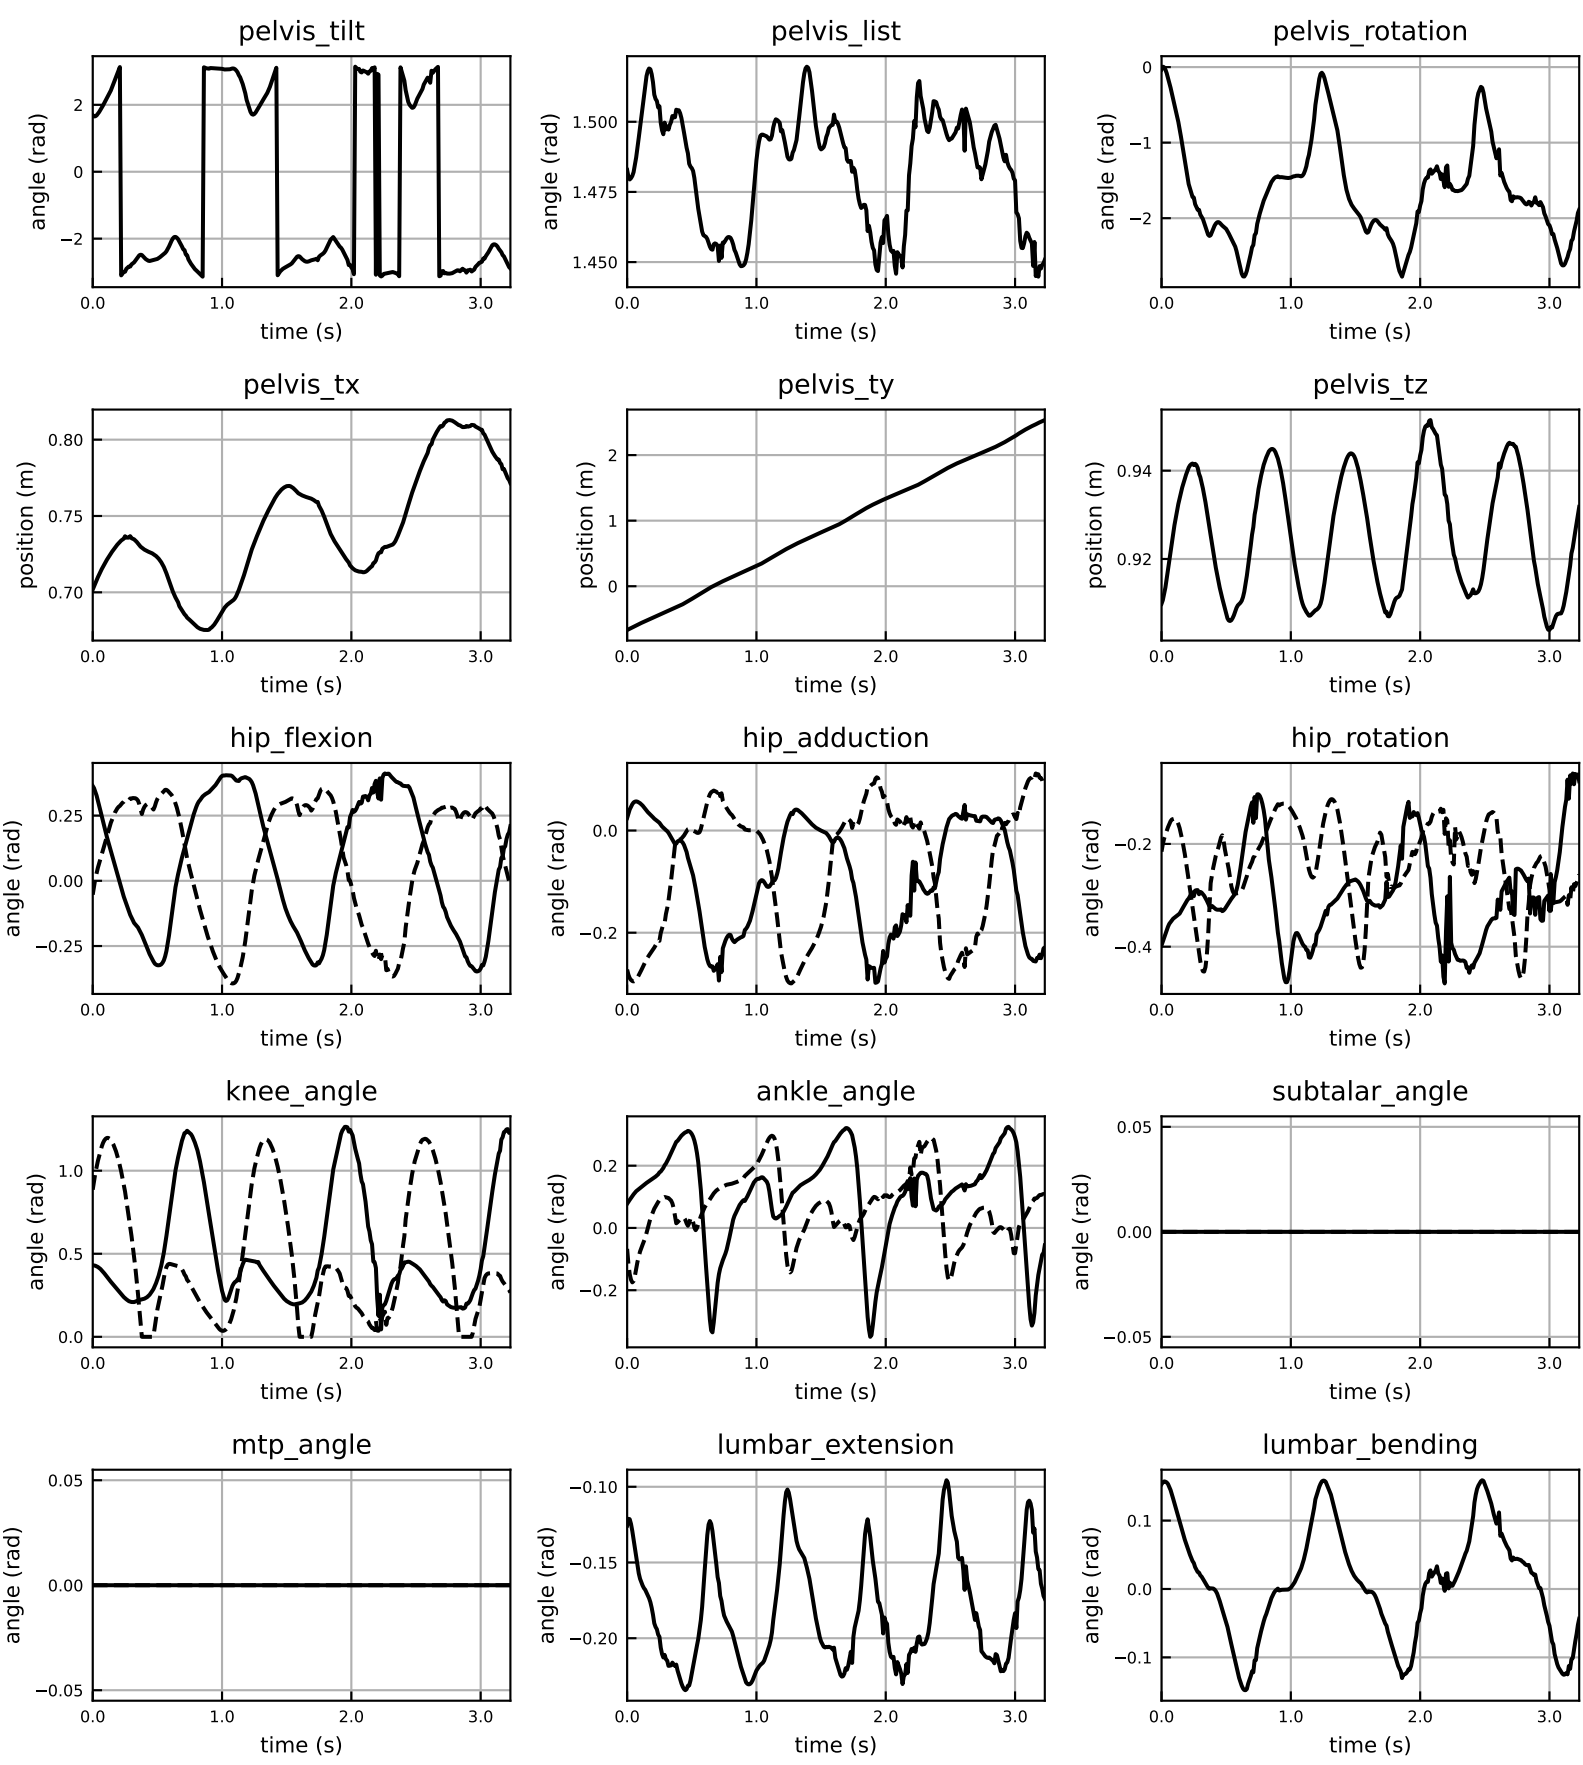 pelvis_tilt
angle (rad)
2
0
−2
0.0 1.0 2.0 3.0
time (s)
pelvis_list
angle (rad)
1.500
1.475
1.450
0.0 1.0 2.0 3.0
time (s)
pelvis_rotation
angle (rad)
0
−1
−2
0.0 1.0 2.0 3.0
time (s)
pelvis_tx
position (m)
0.80
0.75
0.70
0.0 1.0 2.0 3.0
time (s)
pelvis_ty
position (m)
2
1
0
0.0 1.0 2.0 3.0
time (s)
pelvis_tz
position (m)
0.94
0.92
0.0 1.0 2.0 3.0
time (s)
hip_flexion
angle (rad)
0.25
0.00
−0.25
0.0 1.0 2.0 3.0
time (s)
hip_adduction
angle (rad)
0.0
−0.2
0.0 1.0 2.0 3.0
time (s)
hip_rotation
angle (rad)
−0.2
−0.4
0.0 1.0 2.0 3.0
time (s)
knee_angle
angle (rad)
1.0
0.5
0.0
0.0 1.0 2.0 3.0
time (s)
ankle_angle
angle (rad)
0.2
0.0
−0.2
0.0 1.0 2.0 3.0
time (s)
subtalar_angle
angle (rad)
0.05
0.00
−0.05
0.0 1.0 2.0 3.0
time (s)
mtp_angle
angle (rad)
0.05
0.00
−0.05
0.0 1.0 2.0 3.0
time (s)
lumbar_extension
angle (rad)
−0.10
−0.15
−0.20
0.0 1.0 2.0 3.0
time (s)
lumbar_bending
angle (rad)
0.1
0.0
−0.1
0.0 1.0 2.0 3.0
time (s)